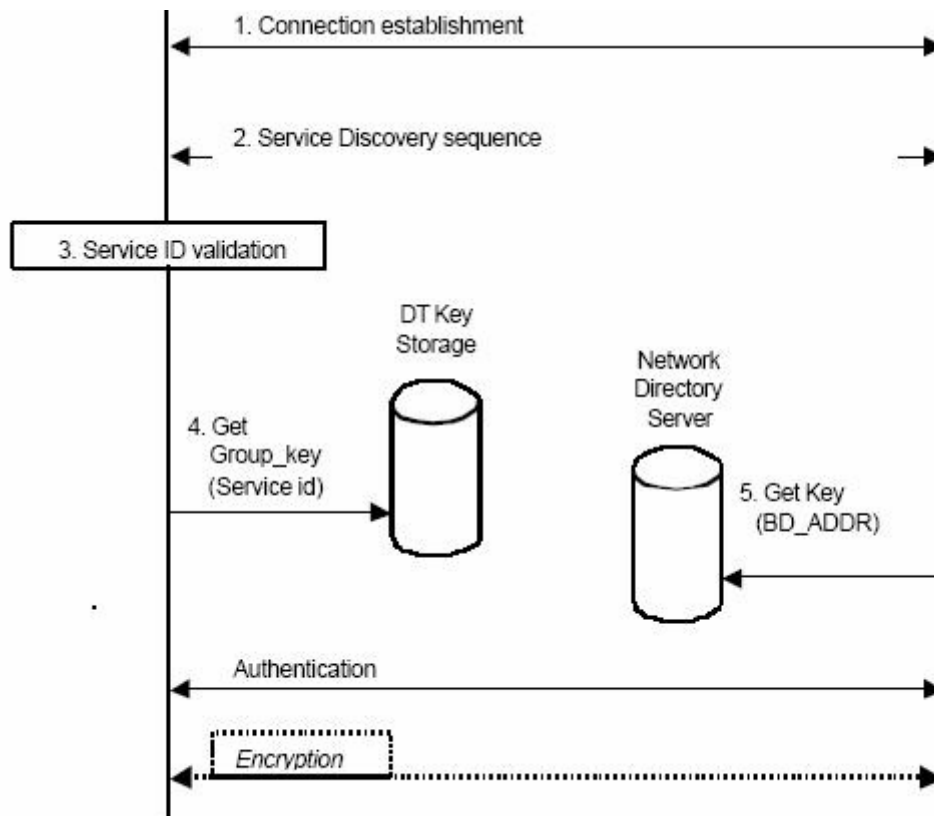 1. Connection establishment
2. Service Discovery sequence
3. Service ID validation
DT Key
Storage
Network
Directory
Server
4. Get
Group_key
(Service id)
5. Get Key
(BD_ADDR)
Authentication
Encryption